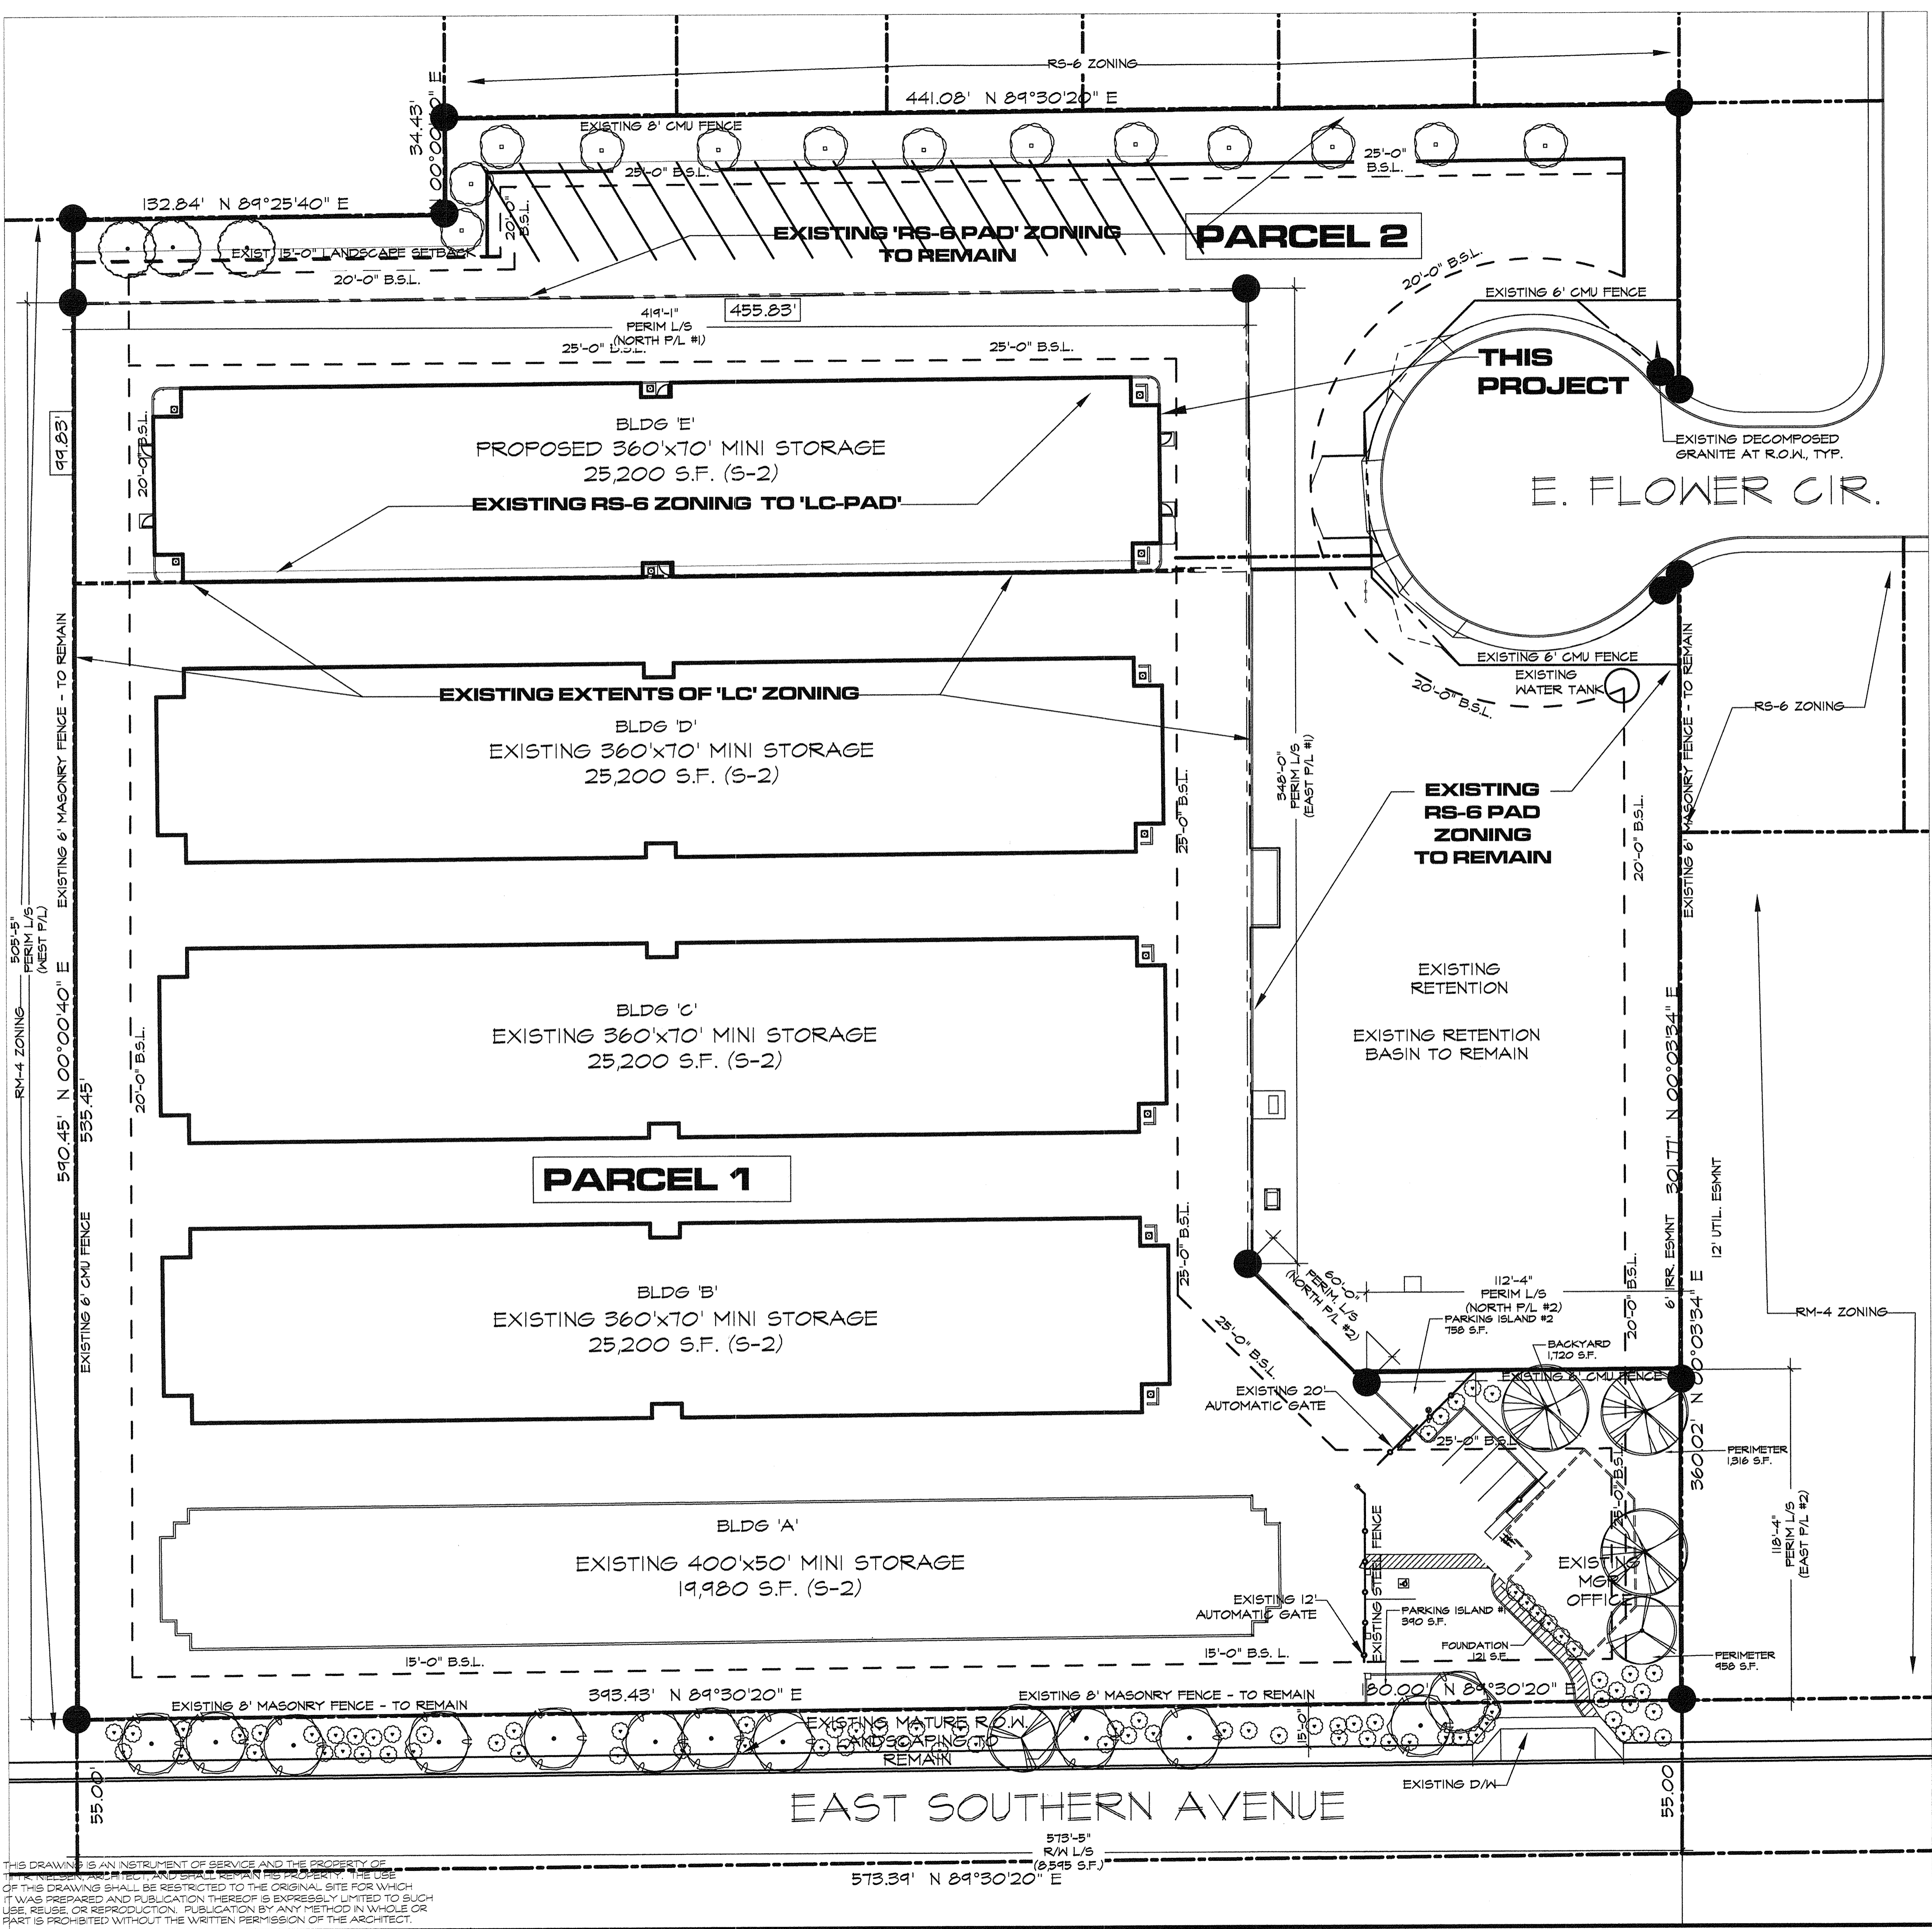 RS-6 ZONING
441.08' N 89°30'20" E
34.43'
N 00°00'00" E
EXISTING 8' CMU FENCE
25'-0" B.S.L.
25'-0"
B.S.L.
132.84' N 89°25'40" E
20'-0"
B.S.L.
EXIST. 15'-0" LANDSCAPE SETBACK
20'-0" B.S.L.
EXISTING 'RS-6 PAD' ZONING
TO REMAIN
PARCEL 2
20'-0" B.S.L.
EXISTING 6' CMU FENCE
455.83'
419'-1"
PERIM L/S
(NORTH P/L #1)
25'-0" B.S.L.
25'-0" B.S.L.
THIS
PROJECT
99.83'
20'-0" B.S.L.
BLDG 'E'
PROPOSED 360'x70' MINI STORAGE
25,200 S.F. (S-2)
EXISTING RS-6 ZONING TO 'LC-PAD'
EXISTING DECOMPOSED
GRANITE AT R.O.W., TYP.
E. FLOWER CIR.
EXISTING 6' MASONRY FENCE - TO REMAIN
EXISTING EXTENTS OF 'LC' ZONING
BLDG 'D'
EXISTING 360'x70' MINI STORAGE
25,200 S.F. (S-2)
25'-0" B.S.L.
348'-0"
PERIM L/S
(EAST P/L #1)
EXISTING 6' CMU FENCE
EXISTING
WATER TANK
20'-0" B.S.L.
EXISTING 6' MASONRY FENCE - TO REMAIN
RS-6 ZONING
EXISTING
RS-6 PAD
ZONING
TO REMAIN
20'-0" B.S.L.
505'-5"
PERIM L/S
(WEST P/L)
RM-4 ZONING
590.45' N 00°00'40" E
535.45'
20'-0" B.S.L.
BLDG 'C'
EXISTING 360'x70' MINI STORAGE
25,200 S.F. (S-2)
EXISTING
RETENTION
EXISTING RETENTION
BASIN TO REMAIN
301.77' N 00°03'34" E
6' IRR. ESMNT
12' UTIL. ESMNT
PARCEL 1
EXISTING 6' CMU FENCE
25'-0" B.S.L.
BLDG 'B'
EXISTING 360'x70' MINI STORAGE
25,200 S.F. (S-2)
60'-0"
PERIM. L/S
(NORTH P/L #2)
25'-0" B.S.L.
112'-4"
PERIM L/S
(NORTH P/L #2)
PARKING ISLAND #2
758 S.F.
20'-0" B.S.L.
RM-4 ZONING
BACKYARD
1,720 S.F.
EXISTING 8' CMU FENCE
360.02' N 00°03'34" E
EXISTING 20'
AUTOMATIC GATE
25'-0" B.S.L.
25'-0" B.S.L.
PERIMETER
1,316 S.F.
118'-4"
PERIM L/S
(EAST P/L #2)
BLDG 'A'
EXISTING 400'x50' MINI STORAGE
19,980 S.F. (S-2)
EXISTING STEEL FENCE
EXISTING
MGR
OFFICE
EXISTING 12'
AUTOMATIC GATE
PARKING ISLAND #1
390 S.F.
FOUNDATION
121 S.F.
PERIMETER
958 S.F.
15'-0" B.S.L.
15'-0" B.S. L.
EXISTING 8' MASONRY FENCE - TO REMAIN
393.43' N 89°30'20" E
EXISTING 8' MASONRY FENCE - TO REMAIN
180.00' N 89°30'20" E
EXISTING MATURE R.O.W.
LANDSCAPING TO
REMAIN
15'-0"
EXISTING D/W
55.00'
EAST SOUTHERN AVENUE
55.00
573'-5"
R/W L/S
(8,595 S.F.)
573.39' N 89°30'20" E
THIS DRAWING IS AN INSTRUMENT OF SERVICE AND THE PROPERTY OF
NIELSEN, ARCHITECT, AND SHALL REMAIN HIS PROPERTY. THE USE
OF THIS DRAWING SHALL BE RESTRICTED TO THE ORIGINAL SITE FOR WHICH
IT WAS PREPARED AND PUBLICATION THEREOF IS EXPRESSLY LIMITED TO SUCH
USE, REUSE, OR REPRODUCTION. PUBLICATION BY ANY METHOD IN WHOLE OR
PART IS PROHIBITED WITHOUT THE WRITTEN PERMISSION OF THE ARCHITECT.